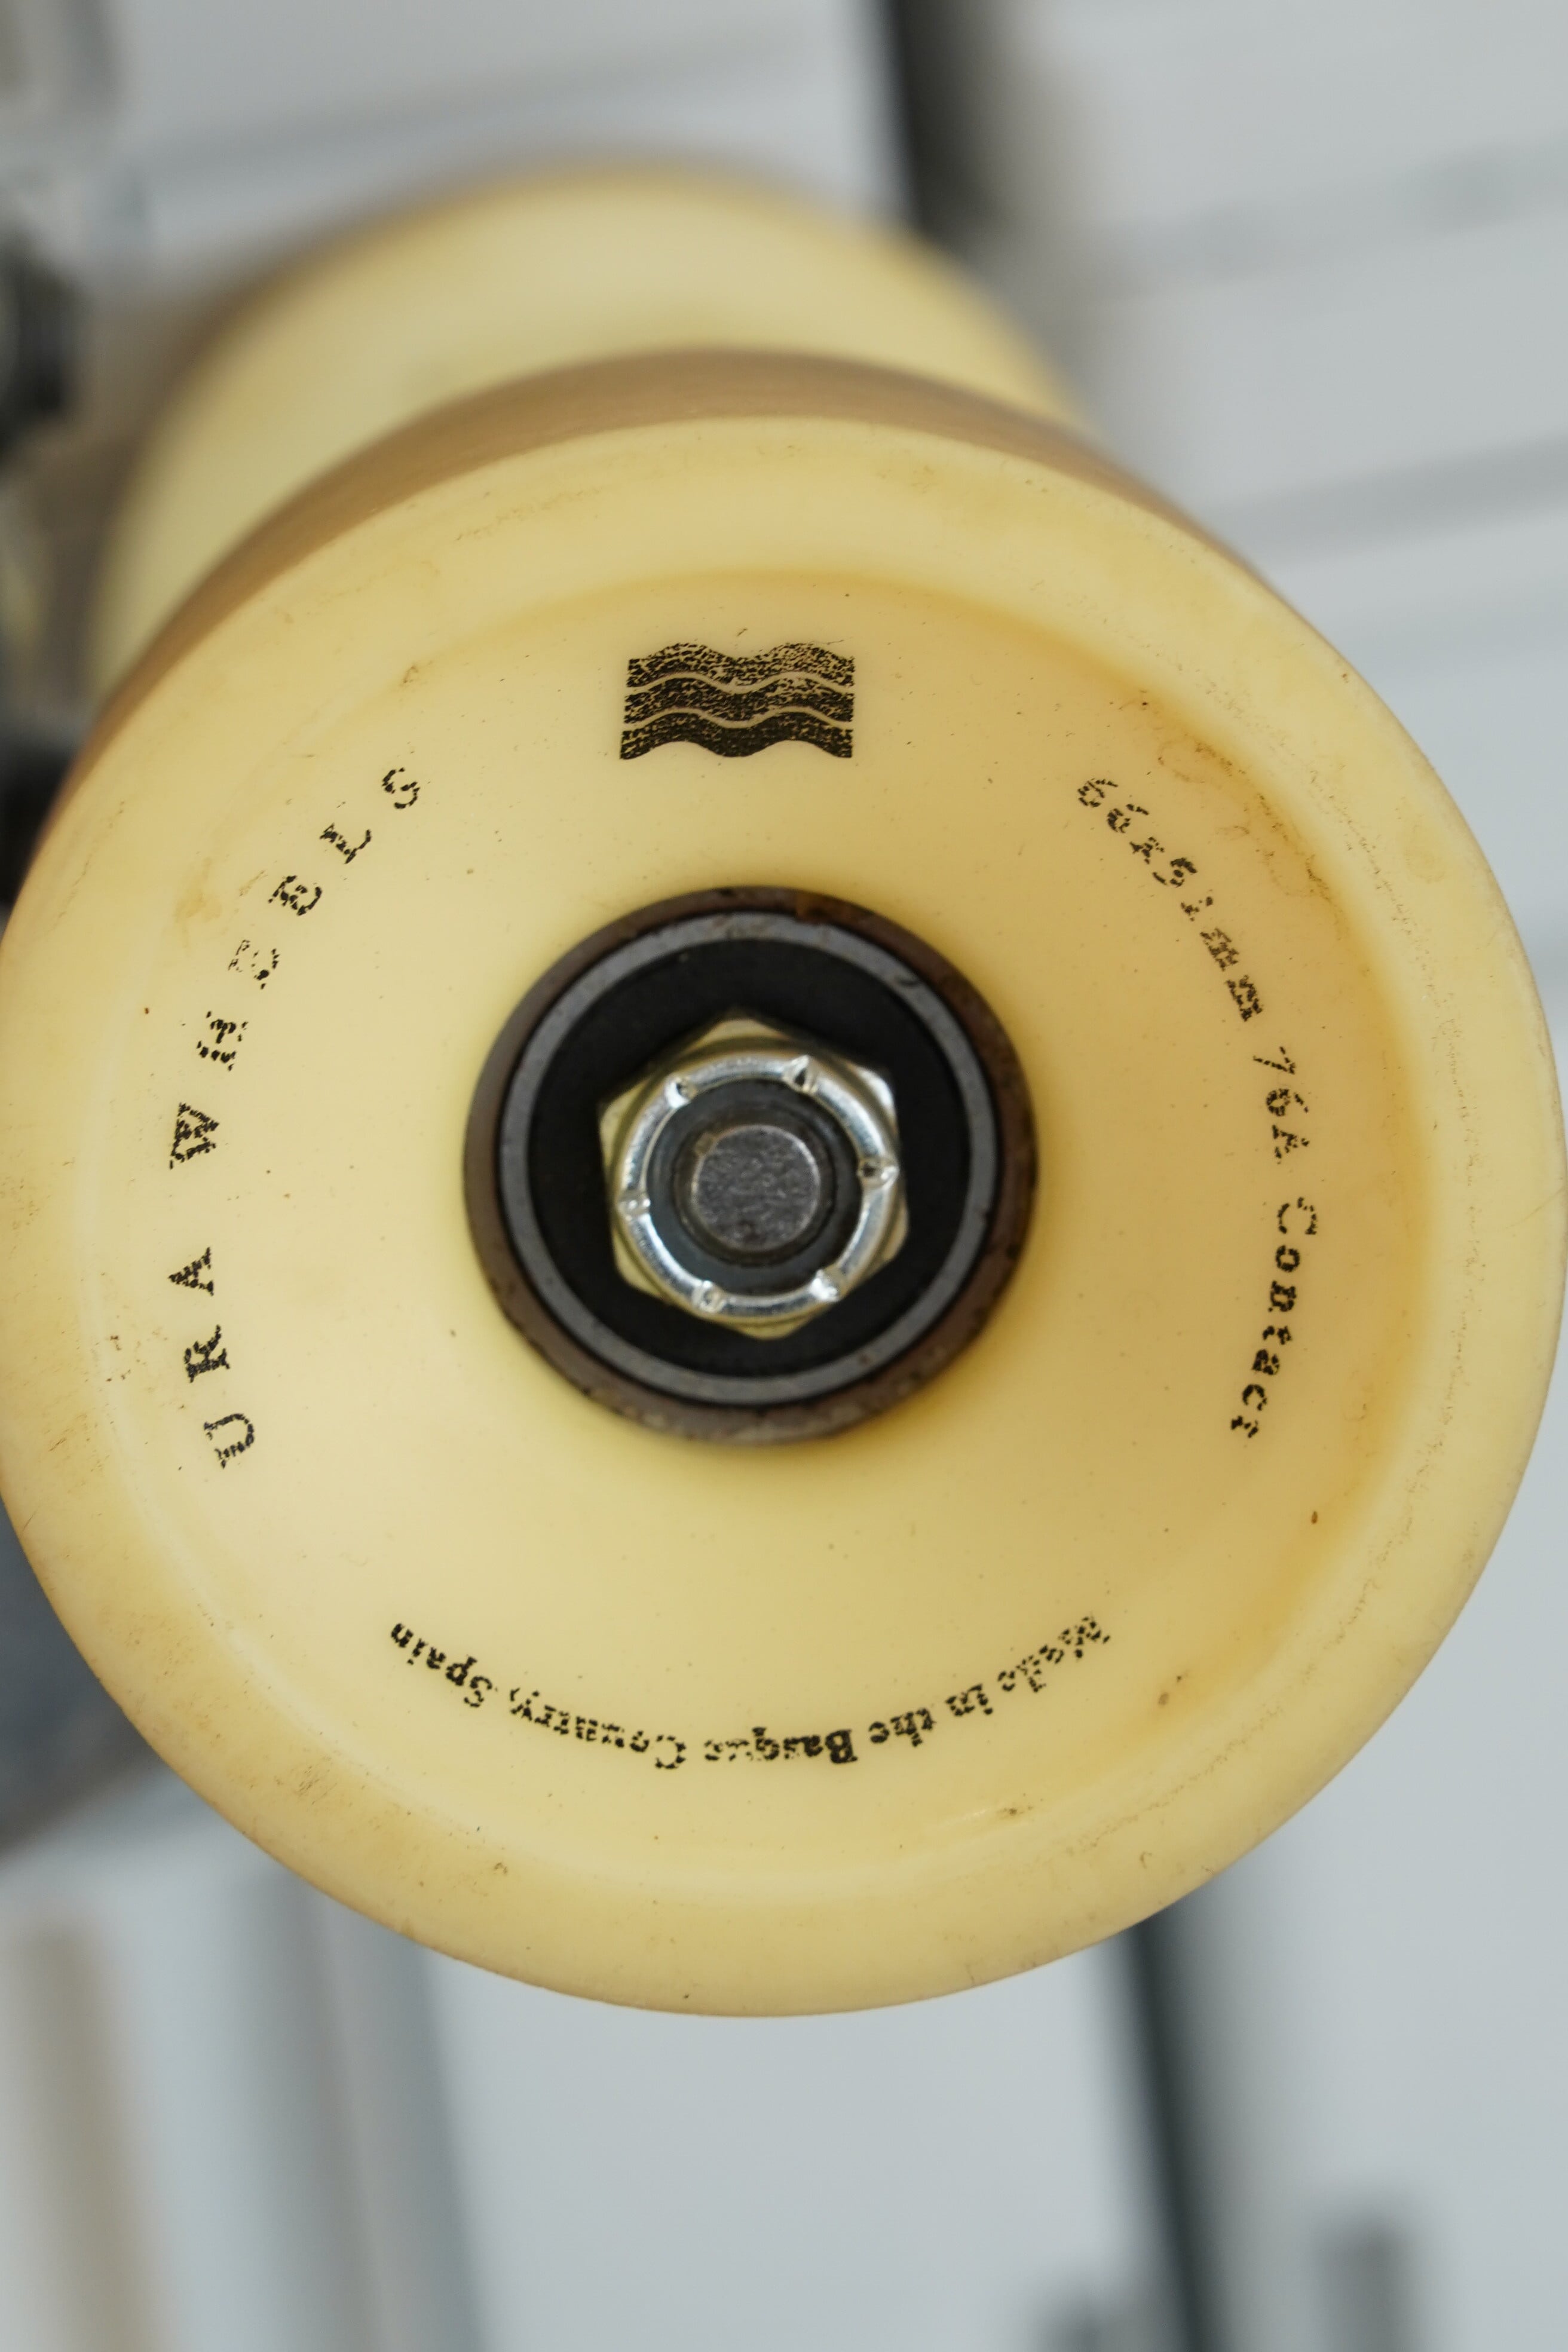 URA WHEELS
66x51mm 76A Contact
Made in the Basque Country, Spain